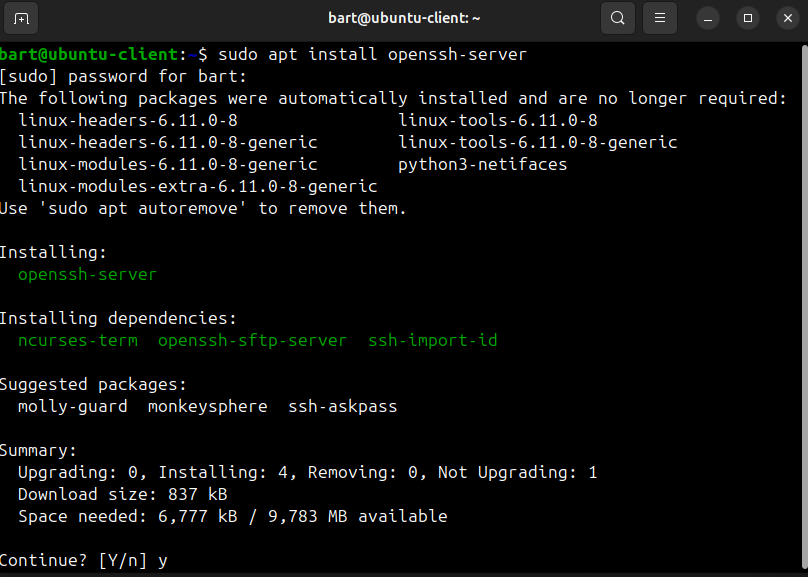 bart@ubuntu-client: ~
bart@ubuntu-client:~$ sudo apt install openssh-server
[sudo] password for bart:
The following packages were automatically installed and are no longer required:
  linux-headers-6.11.0-8                linux-tools-6.11.0-8
  linux-headers-6.11.0-8-generic        linux-tools-6.11.0-8-generic
  linux-modules-6.11.0-8-generic        python3-netifaces
  linux-modules-extra-6.11.0-8-generic
Use 'sudo apt autoremove' to remove them.

Installing:
  openssh-server

Installing dependencies:
  ncurses-term  openssh-sftp-server  ssh-import-id

Suggested packages:
  molly-guard  monkeysphere  ssh-askpass

Summary:
  Upgrading: 0, Installing: 4, Removing: 0, Not Upgrading: 1
  Download size: 837 kB
  Space needed: 6,777 kB / 9,783 MB available

Continue? [Y/n] y